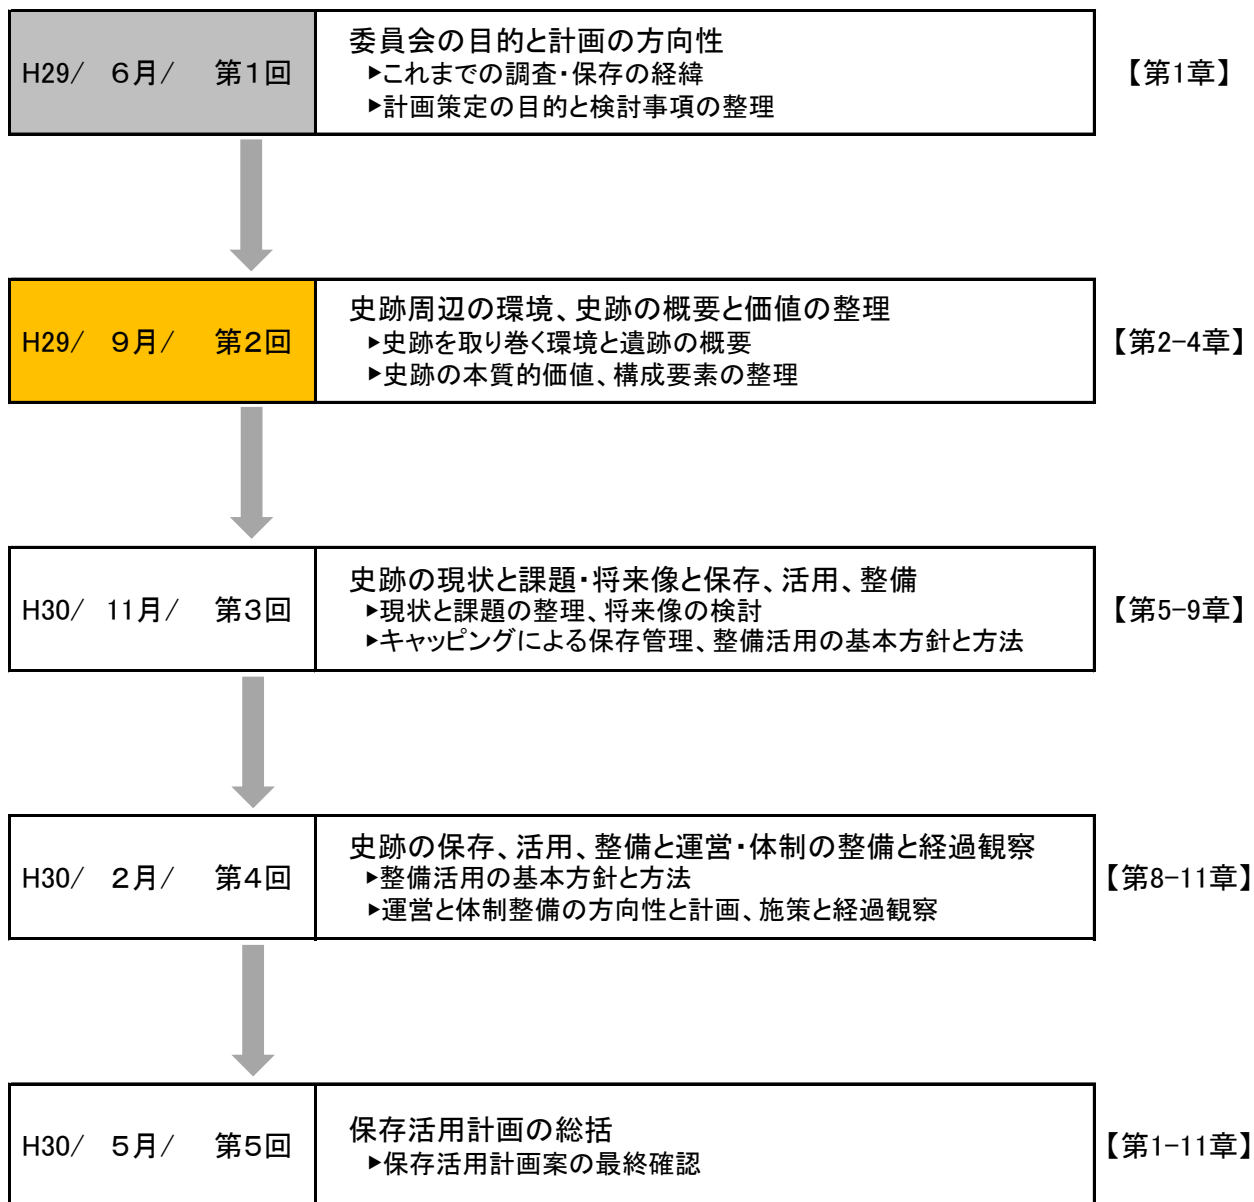 委員会の目的と計画の方向性
H29/ 6月/ 第1回
▶これまでの調査・保存の経緯
【第1章】
▶計画策定の目的と検討事項の整理
史跡周辺の環境、史跡の概要と価値の整理
H29/ 9月/ 第2回
▶史跡を取り巻く環境と遺跡の概要
【第2-4章】
▶史跡の本質的価値、構成要素の整理
史跡の現状と課題・将来像と保存、活用、整備
H30/ 11月/ 第3回
▶現状と課題の整理、将来像の検討
【第5-9章】
▶キャッピングによる保存管理、整備活用の基本方針と方法
史跡の保存、活用、整備と運営・体制の整備と経過観察
H30/ 2月/ 第4回
▶整備活用の基本方針と方法
【第8-11章】
▶運営と体制整備の方向性と計画、施策と経過観察
保存活用計画の総括
H30/ 5月/ 第5回
▶保存活用計画案の最終確認
【第1-11章】